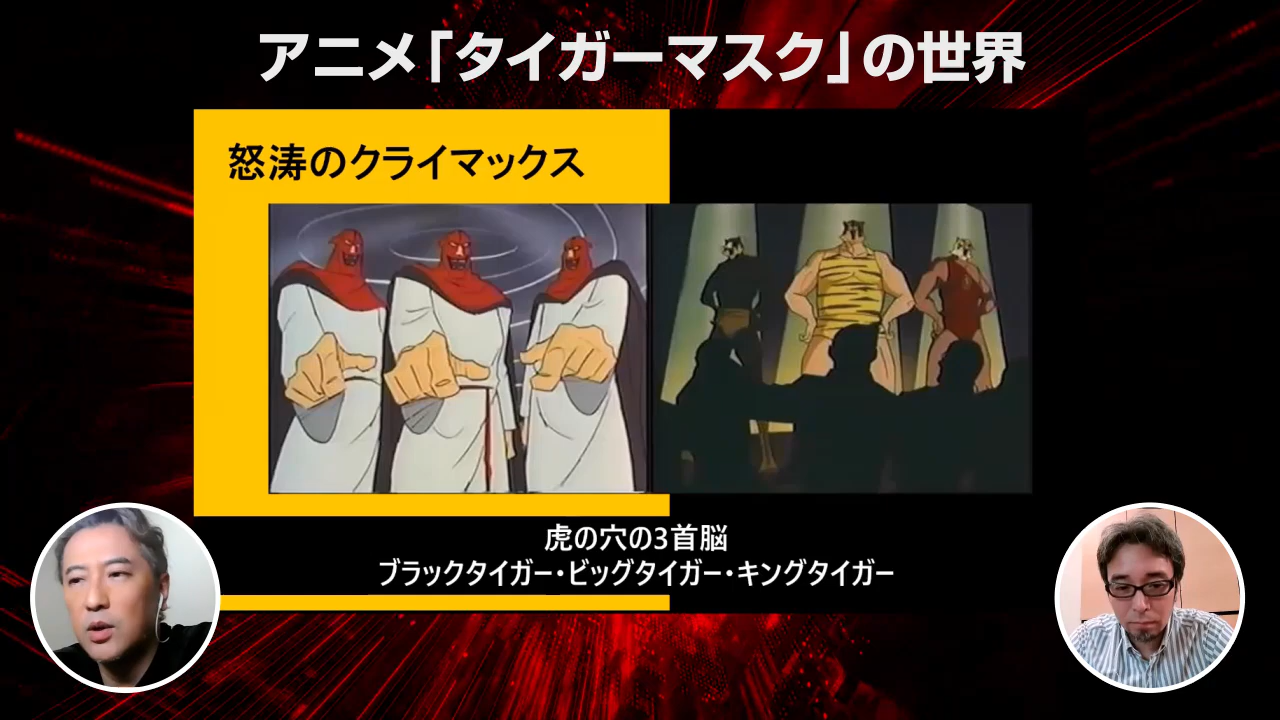 アニメ「タイガーマスク」の世界
怒涛のクライマックス
虎の穴の3首脳
ブラックタイガー・ビッグタイガー・キングタイガー